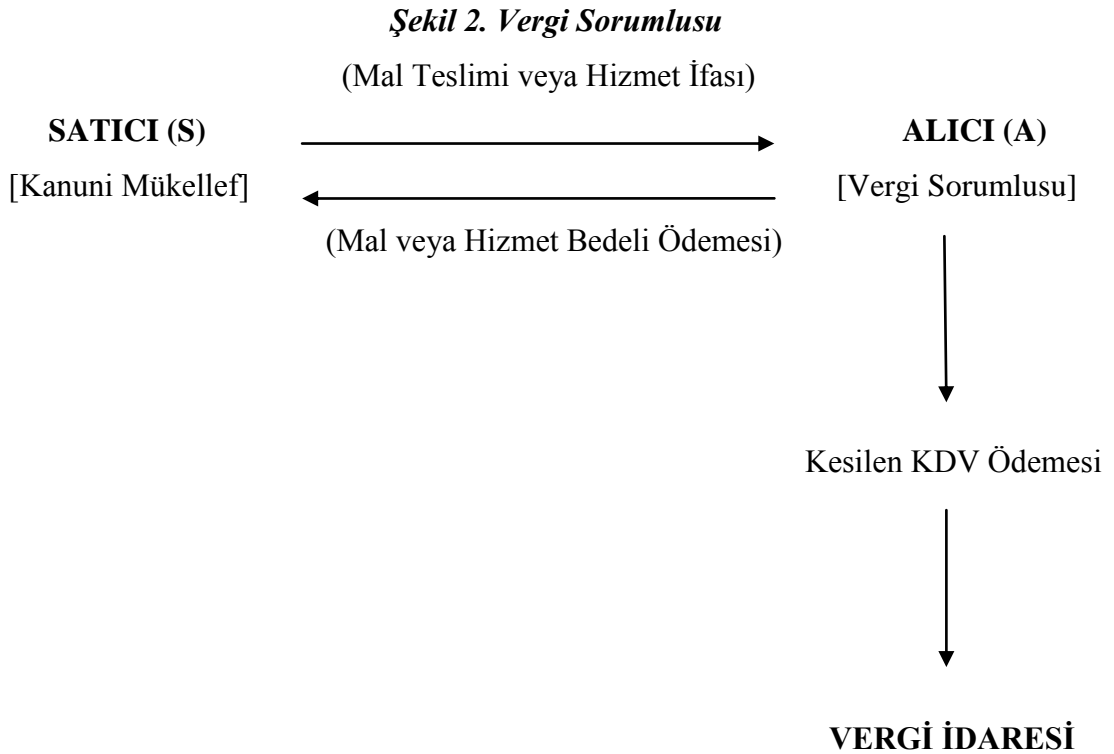 Şekil 2. Vergi Sorumlusu
(Mal Teslimi veya Hizmet İfası)
SATICI (S)
ALICI (A)
[Kanuni Mükellef]
[Vergi Sorumlusu]
(Mal veya Hizmet Bedeli Ödemesi)
Kesilen KDV Ödemesi
VERGİ İDARESİ